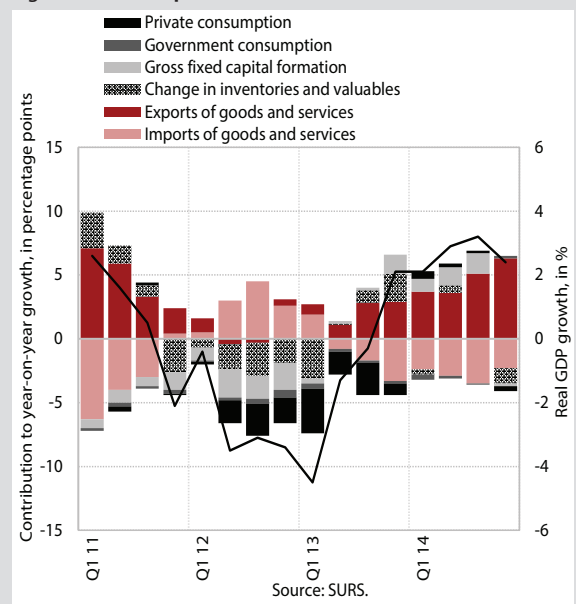 Private consumption
Government consumption
Gross fixed capital formation
Change in inventories and valuables
Exports of goods and services
Imports of goods and services
Contribution to year-on-year growth, in percentage points
15
10
5
0
-5
-10
-15
6
4
2
0
-2
-4
-6
Real GDP growth, in %
Q1 11
Q1 12
Q1 13
Q1 14
Source: SURS.